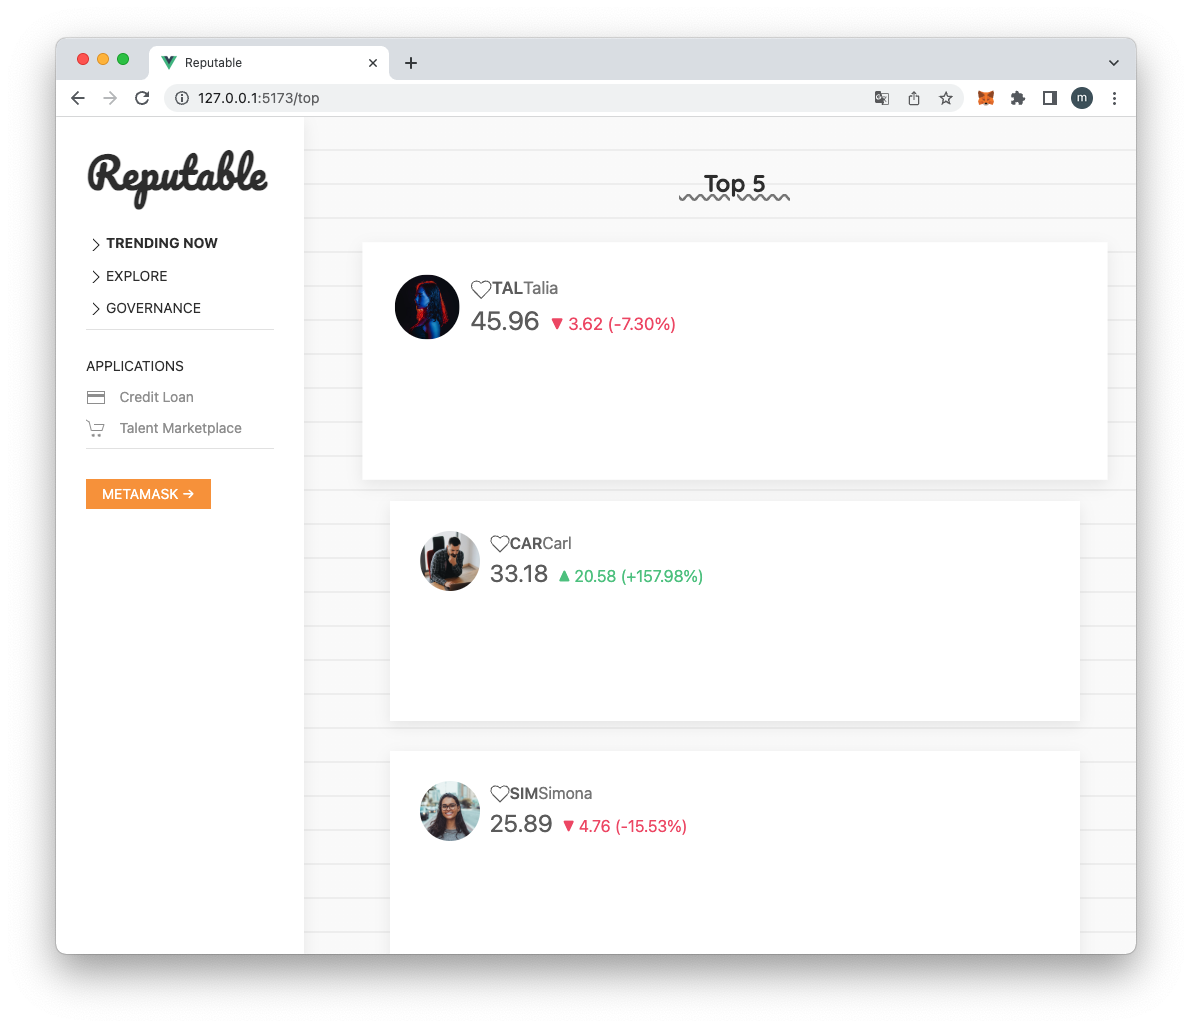 Reputable
127.0.0.1:5173/top
m
Reputable
TRENDING NOW
EXPLORE
GOVERNANCE
APPLICATIONS
Credit Loan
Talent Marketplace
METAMASK →
Top 5
TALTalia
45.96 ▼ 3.62 (-7.30%)
CARCarl
33.18 ▲ 20.58 (+157.98%)
SIMSimona
25.89 ▼ 4.76 (-15.53%)